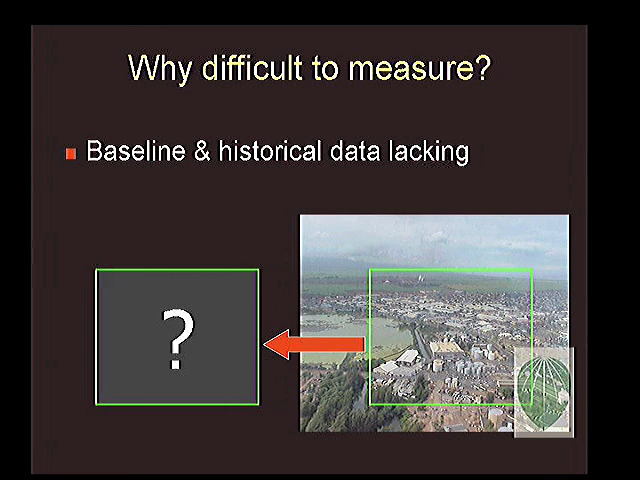 Why difficult to measure?
Baseline & historical data lacking
?